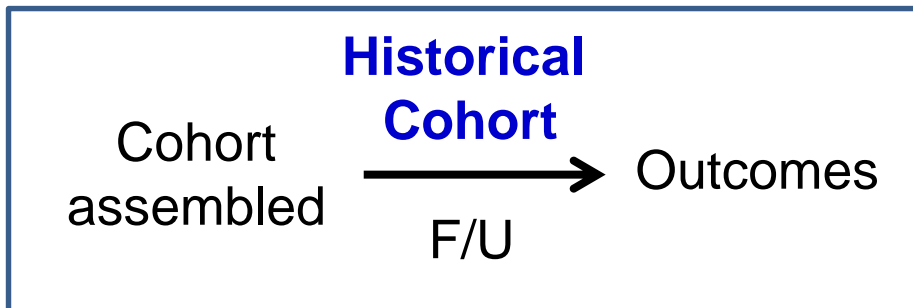 Historical
Cohort
Cohort
assembled
Outcomes
F/U